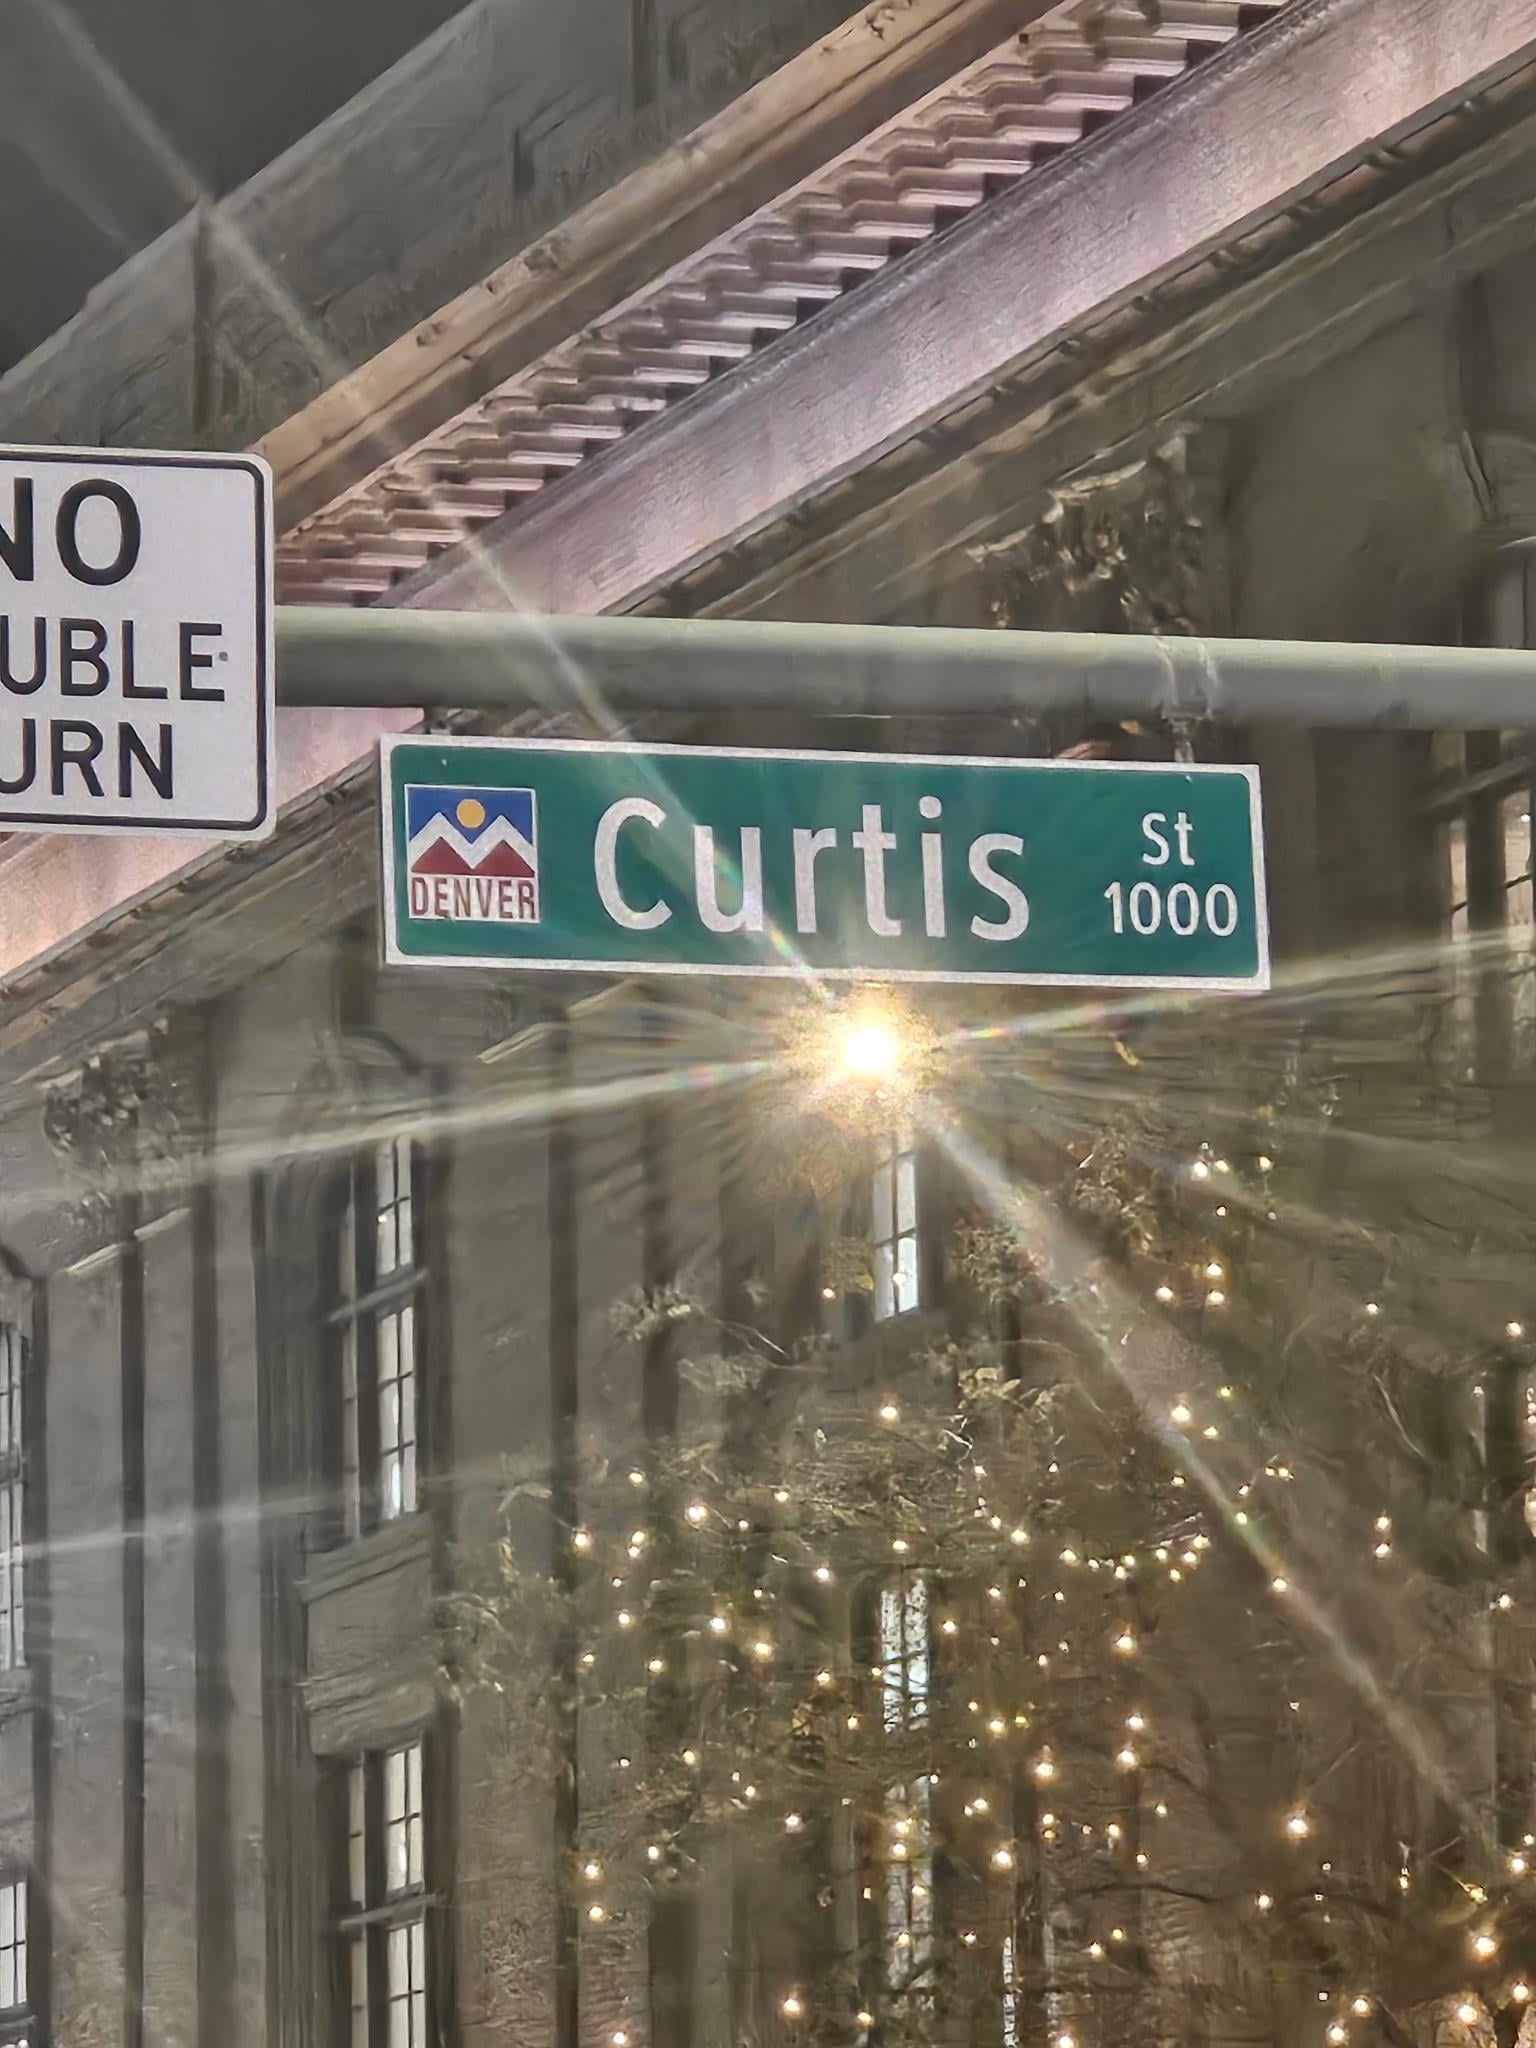 NO
UBLE
URN
DENVER
Curtis St
1000